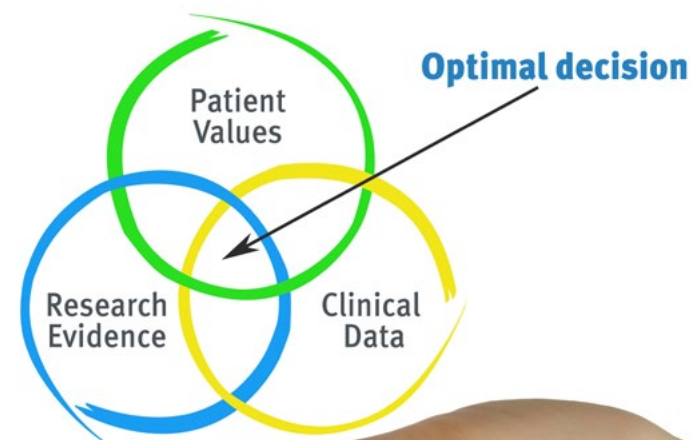 Optimal decision
Patient
Values
Research
Evidence
Clinical
Data